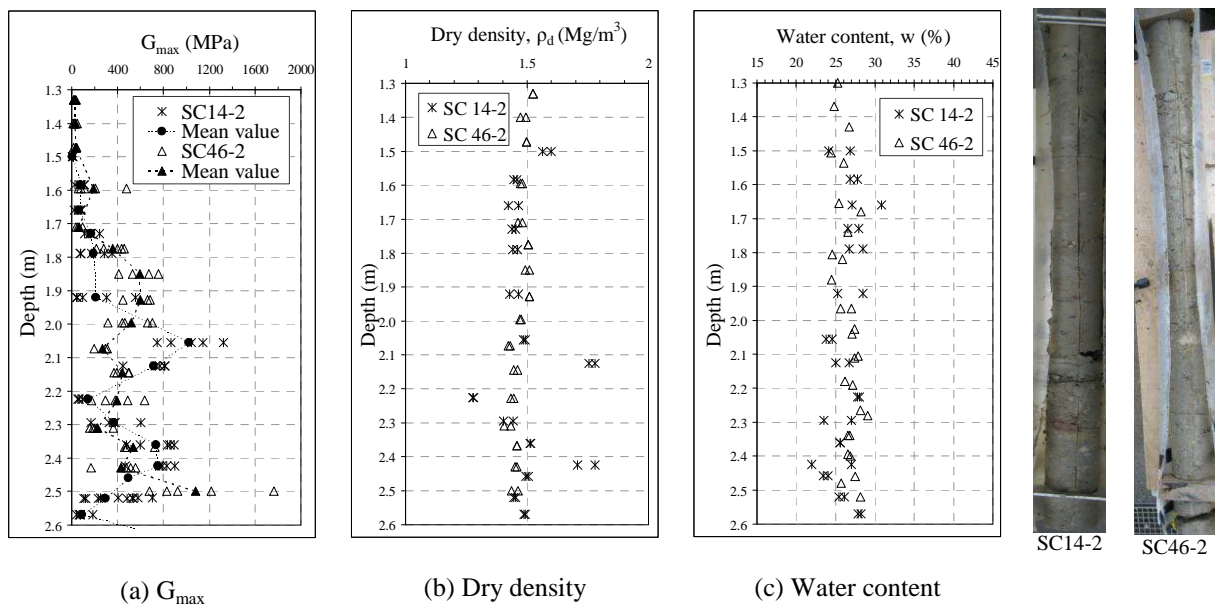 G_max (MPa)
0 400 800 1200 1600 2000
1.3
1.4
1.5
1.6
1.7
1.8
1.9
2.0
2.1
2.2
2.3
2.4
2.5
2.6
Depth (m)
SC14-2
Mean value
SC46-2
Mean value
(a) G_max
Dry density, ρ_d (Mg/m³)
1 1.5 2
1.3
1.4
1.5
1.6
1.7
1.8
1.9
2.0
2.1
2.2
2.3
2.4
2.5
2.6
Depth (m)
SC 14-2
SC 46-2
(b) Dry density
Water content, w (%)
15 20 25 30 35 40 45
1.3
1.4
1.5
1.6
1.7
1.8
1.9
2.0
2.1
2.2
2.3
2.4
2.5
2.6
Depth (m)
SC 14-2
SC 46-2
(c) Water content
SC14-2
SC46-2